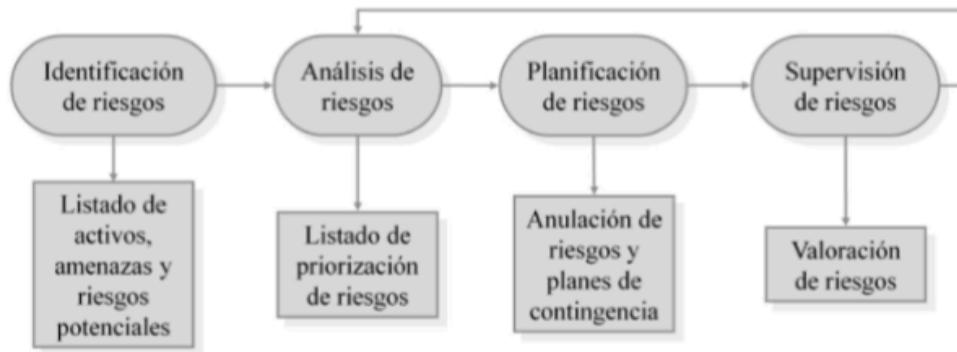 Identificación
de riesgos
Análisis de
riesgos
Planificación
de riesgos
Supervisión
de riesgos
Listado de
activos,
amenazas y
riesgos
potenciales
Listado de
priorización
de riesgos
Anulación de
riesgos y
planes de
contingencia
Valoración
de riesgos